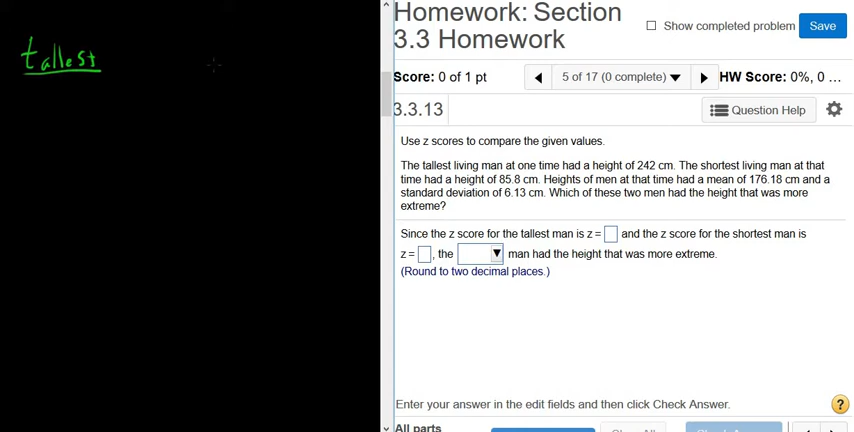 tallest
Homework: Section
3.3 Homework
Show completed problem
Save
Score: 0 of 1 pt
5 of 17 (0 complete)
HW Score: 0%, 0 ...
3.3.13
Question Help
Use z scores to compare the given values.
The tallest living man at one time had a height of 242 cm. The shortest living man at that
time had a height of 85.8 cm. Heights of men at that time had a mean of 176.18 cm and a
standard deviation of 6.13 cm. Which of these two men had the height that was more
extreme?
Since the z score for the tallest man is z = and the z score for the shortest man is
z = , the man had the height that was more extreme.
(Round to two decimal places.)
Enter your answer in the edit fields and then click Check Answer.
?
All parts
Clear All
Check Answer